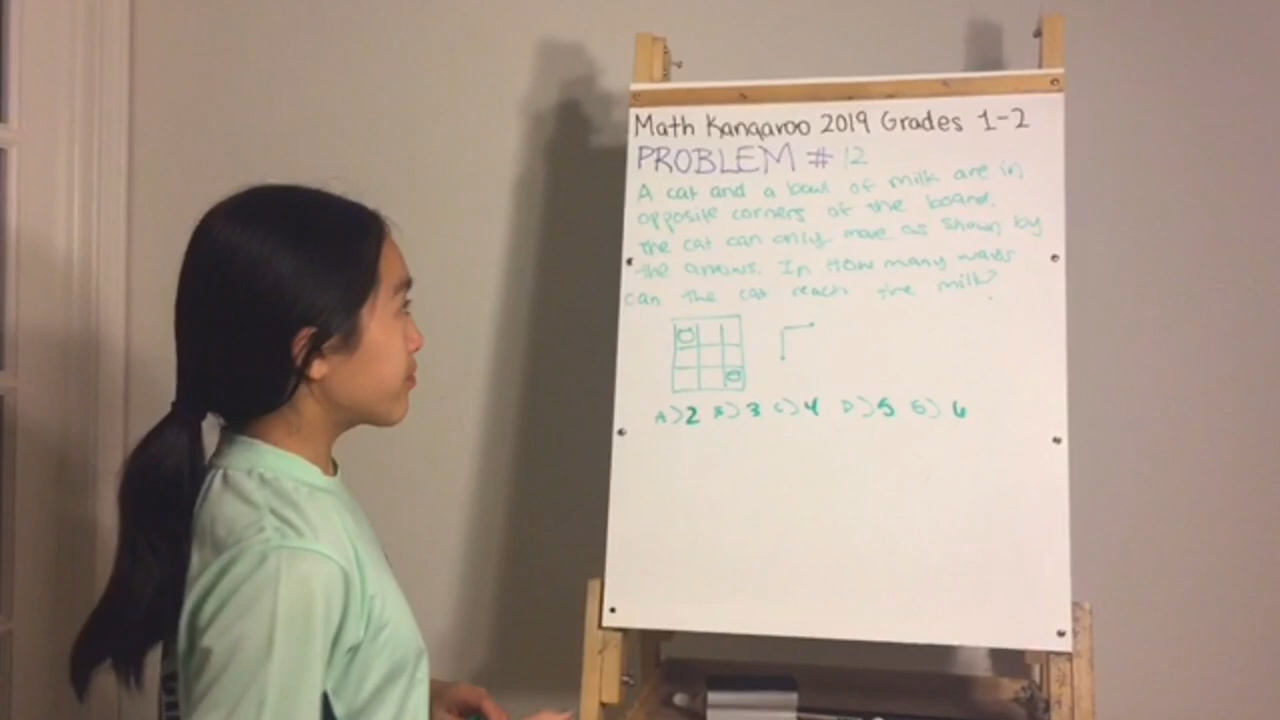 Math Kangaroo 2019 Grades 1-2
PROBLEM # 12
A cat and a bowl of milk are in
opposite corners of the board.
the cat can only move as shown by
the arrows. In How many ways
can the cat reach the milk?
A) 2 B) 3 C) 4 D) 5 E) 6